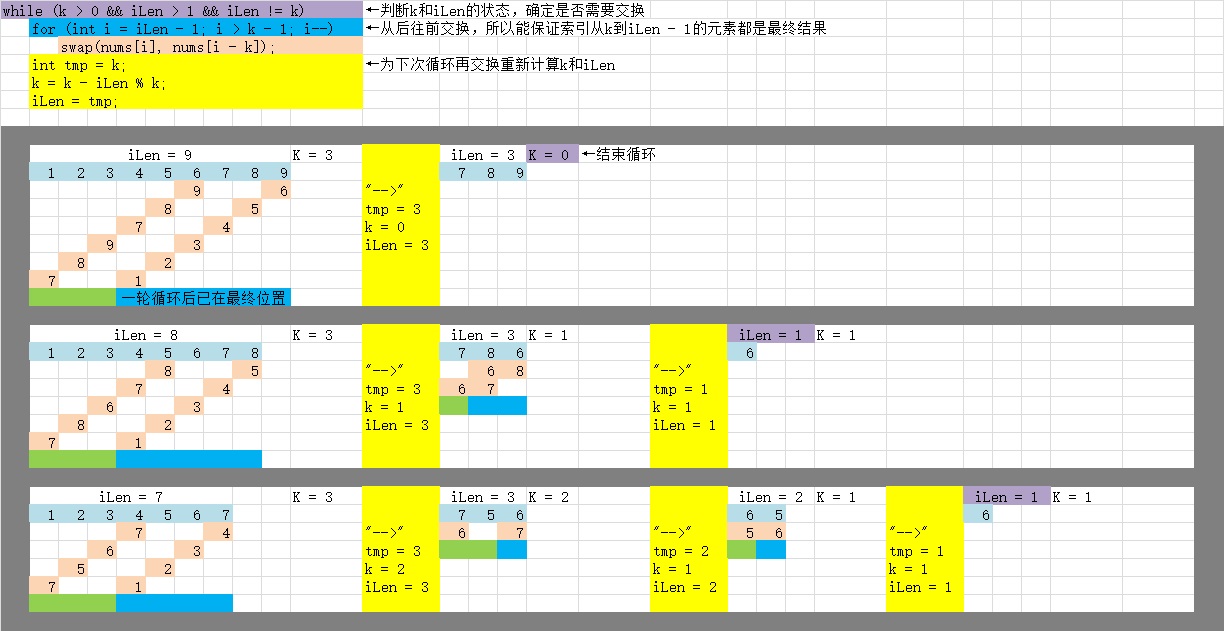 while (k > 0 && iLen > 1 && iLen != k) ←判断k和iLen的状态，确定是否需要交换
for (int i = iLen - 1; i > k - 1; i--) ←从后往前交换，所以能保证索引从k到iLen - 1的元素都是最终结果
swap(nums[i], nums[i - k]);
int tmp = k; ←为下次循环再交换重新计算k和iLen
k = k - iLen % k;
iLen = tmp;
iLen = 9 K = 3 iLen = 3 K = 0 ←结束循环
1 2 3 4 5 6 7 8 9 7 8 9
9 6 "-->"
8 5 tmp = 3
7 4 k = 0
9 3 iLen = 3
8 2
7 1
一轮循环后已在最终位置
iLen = 8 K = 3 iLen = 3 K = 1 iLen = 1 K = 1
1 2 3 4 5 6 7 8 7 8 6 6
8 5 "-->" 6 8 "-->"
7 4 tmp = 3 6 7 tmp = 1
6 3 k = 1 k = 1
8 2 iLen = 3 iLen = 1
7 1
iLen = 7 K = 3 iLen = 3 K = 2 iLen = 2 K = 1 iLen = 1 K = 1
1 2 3 4 5 6 7 7 5 6 6 5 6
7 4 "-->" 6 7 "-->" 5 6 "-->"
6 3 tmp = 3 tmp = 2 tmp = 1
5 2 k = 2 k = 1 k = 1
7 1 iLen = 3 iLen = 2 iLen = 1